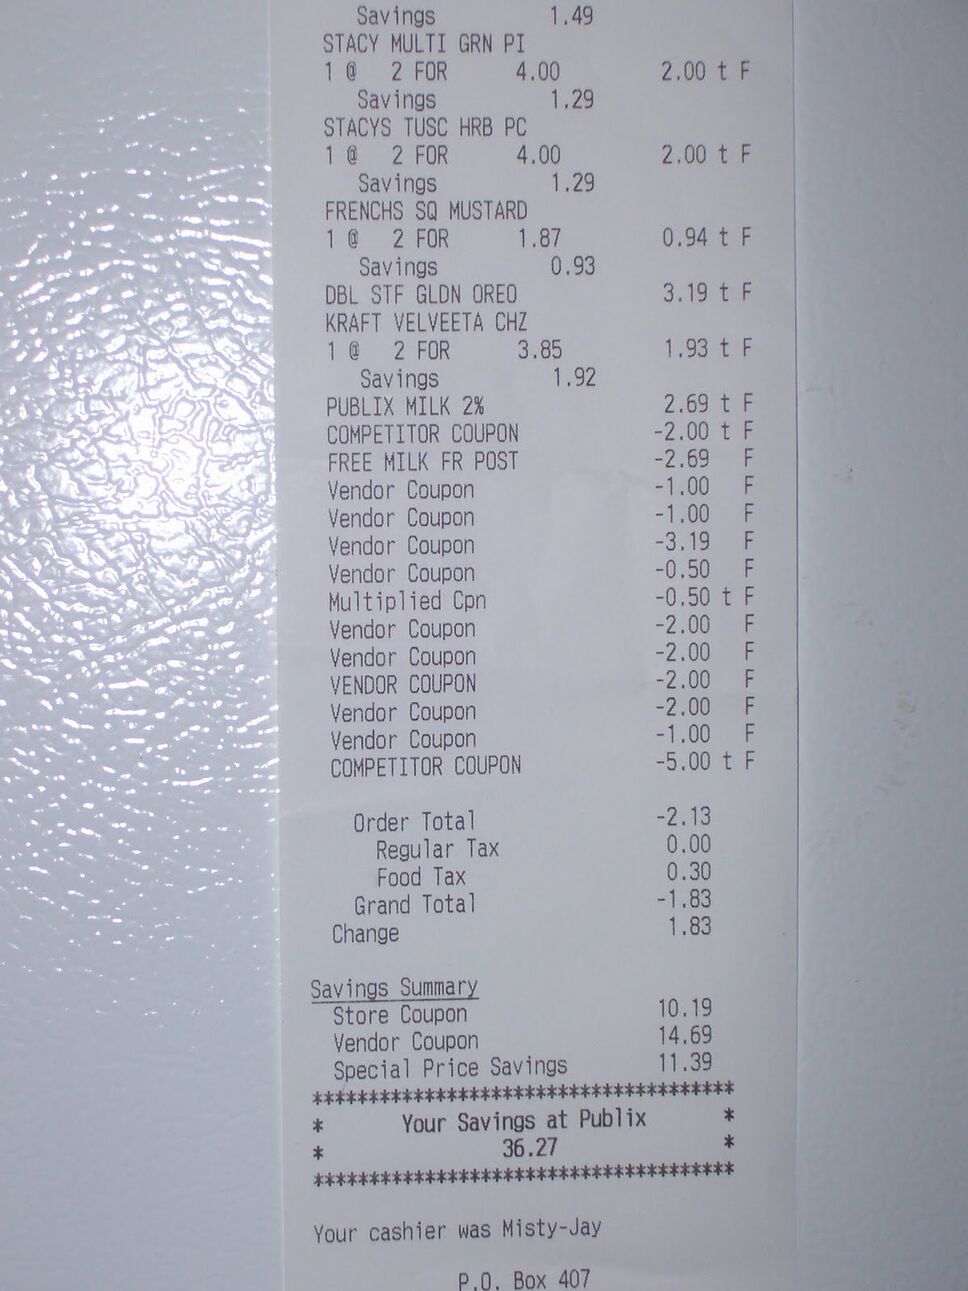 Savings 1.49
STACY MULTI GRN PI
1 @ 2 FOR 4.00 2.00 t F
Savings 1.29
STACYS TUSC HRB PC
1 @ 2 FOR 4.00 2.00 t F
Savings 1.29
FRENCHS SQ MUSTARD
1 @ 2 FOR 1.87 0.94 t F
Savings 0.93
DBL STF GLDN OREO 3.19 t F
KRAFT VELVEETA CHZ
1 @ 2 FOR 3.85 1.93 t F
Savings 1.92
PUBLIX MILK 2% 2.69 t F
COMPETITOR COUPON -2.00 t F
FREE MILK FR POST -2.69 F
Vendor Coupon -1.00 F
Vendor Coupon -1.00 F
Vendor Coupon -3.19 F
Vendor Coupon -0.50 F
Multiplied Cpn -0.50 t F
Vendor Coupon -2.00 F
Vendor Coupon -2.00 F
VENDOR COUPON -2.00 F
Vendor Coupon -2.00 F
Vendor Coupon -1.00 F
COMPETITOR COUPON -5.00 t F
Order Total -2.13
Regular Tax 0.00
Food Tax 0.30
Grand Total -1.83
Change 1.83
Savings Summary
Store Coupon 10.19
Vendor Coupon 14.69
Special Price Savings 11.39
**************************************
* Your Savings at Publix *
* 36.27 *
**************************************
Your cashier was Misty-Jay
P.O. Box 407